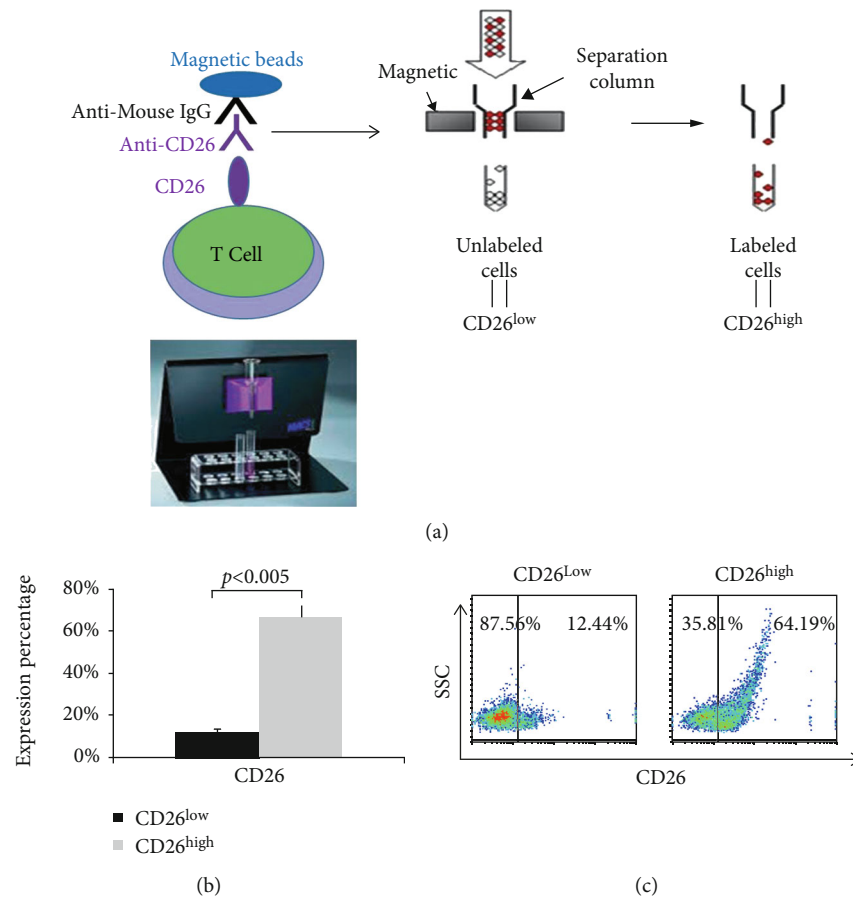 Magnetic beads
Anti-Mouse IgG
Anti-CD26
CD26
T Cell
Magnetic
Separation
column
Unlabeled
cells
CD26low
Labeled
cells
CD26high
(a)
Expression percentage
80%
60%
40%
20%
0%
p<0.005
CD26
CD26low
CD26high
(b)
CD26Low
CD26high
87.56%
12.44%
35.81%
64.19%
SSC
CD26
(c)